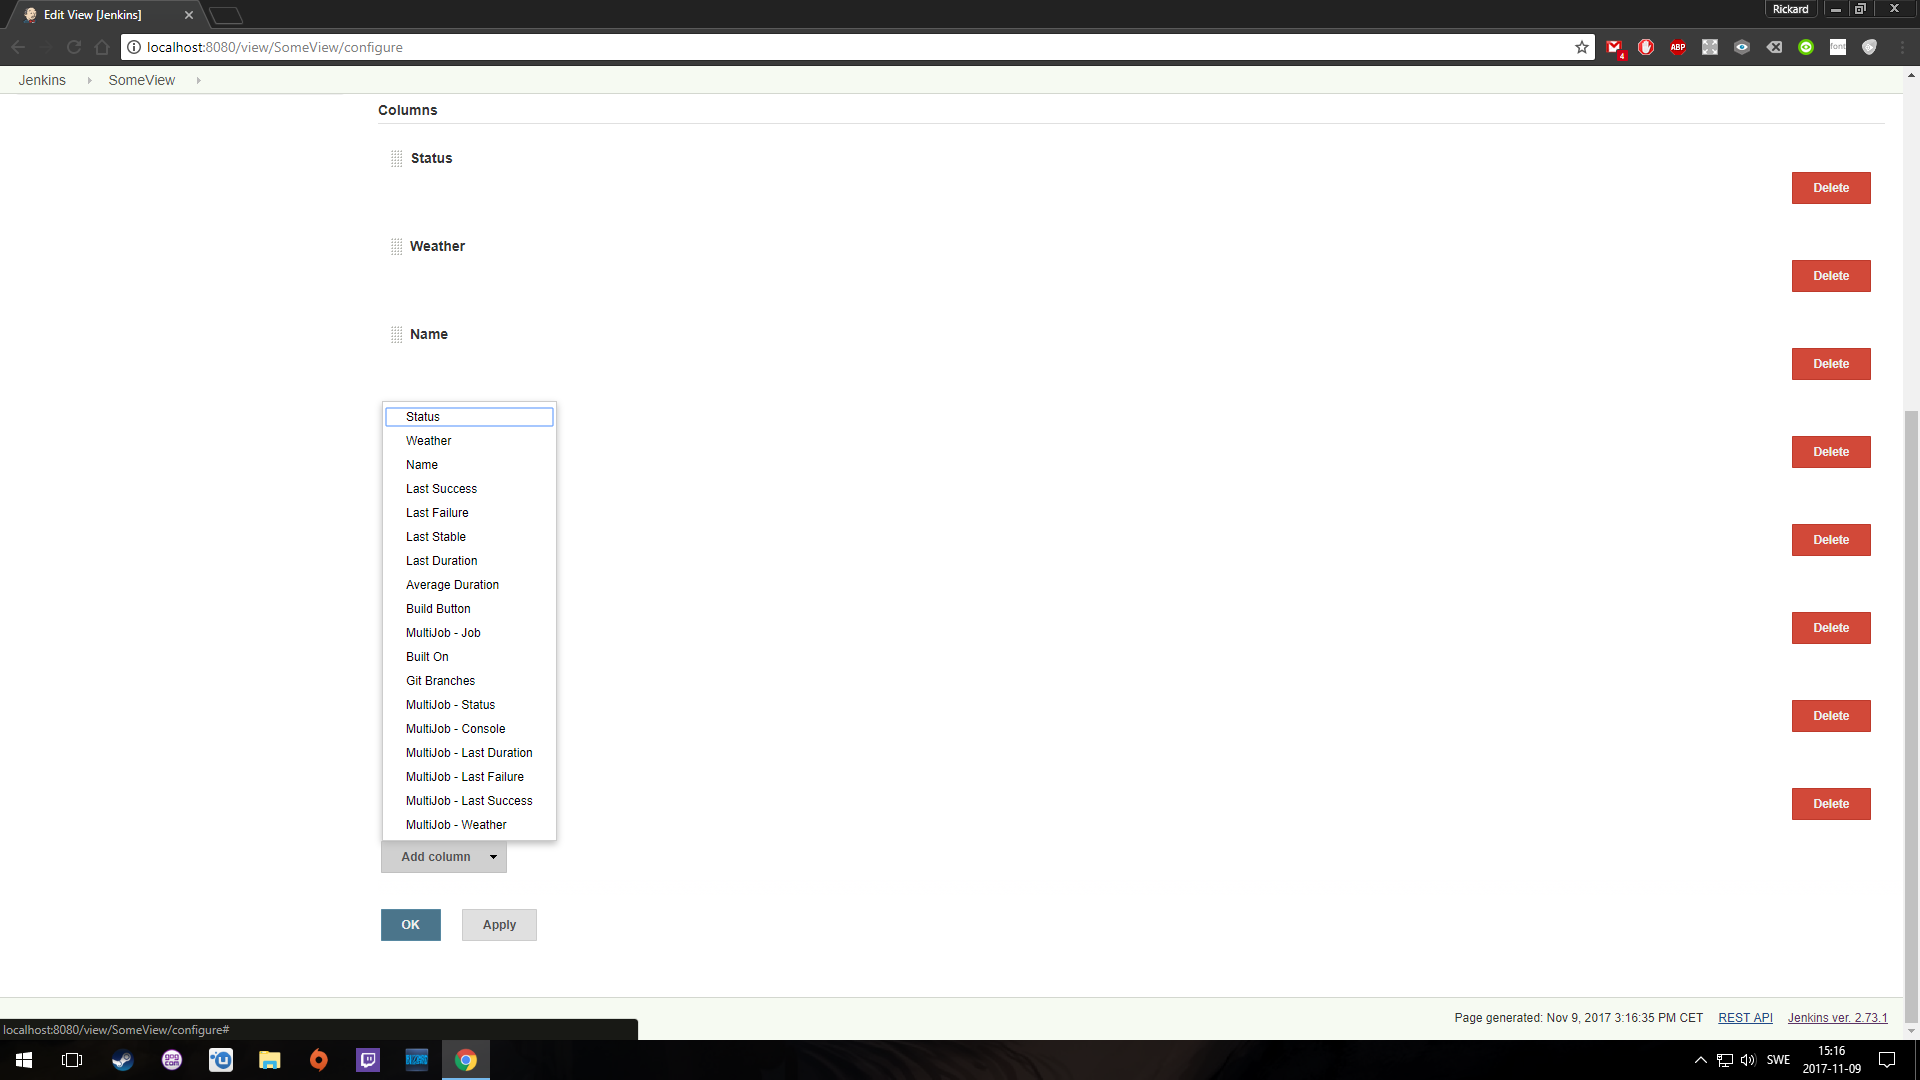 Edit View [Jenkins]
Rickard
localhost:8080/view/SomeView/configure
4
ABP
font
Jenkins
SomeView
Columns
Status
Delete
Weather
Delete
Name
Delete
Status
Weather
Name
Last Success
Last Failure
Last Stable
Last Duration
Average Duration
Build Button
MultiJob - Job
Built On
Git Branches
MultiJob - Status
MultiJob - Console
MultiJob - Last Duration
MultiJob - Last Failure
MultiJob - Last Success
MultiJob - Weather
Delete
Delete
Delete
Delete
Delete
Add column
OK
Apply
Page generated: Nov 9, 2017 3:16:35 PM CET
REST API
Jenkins ver. 2.73.1
localhost:8080/view/SomeView/configure#
gog
com
SWE
15:16
2017-11-09